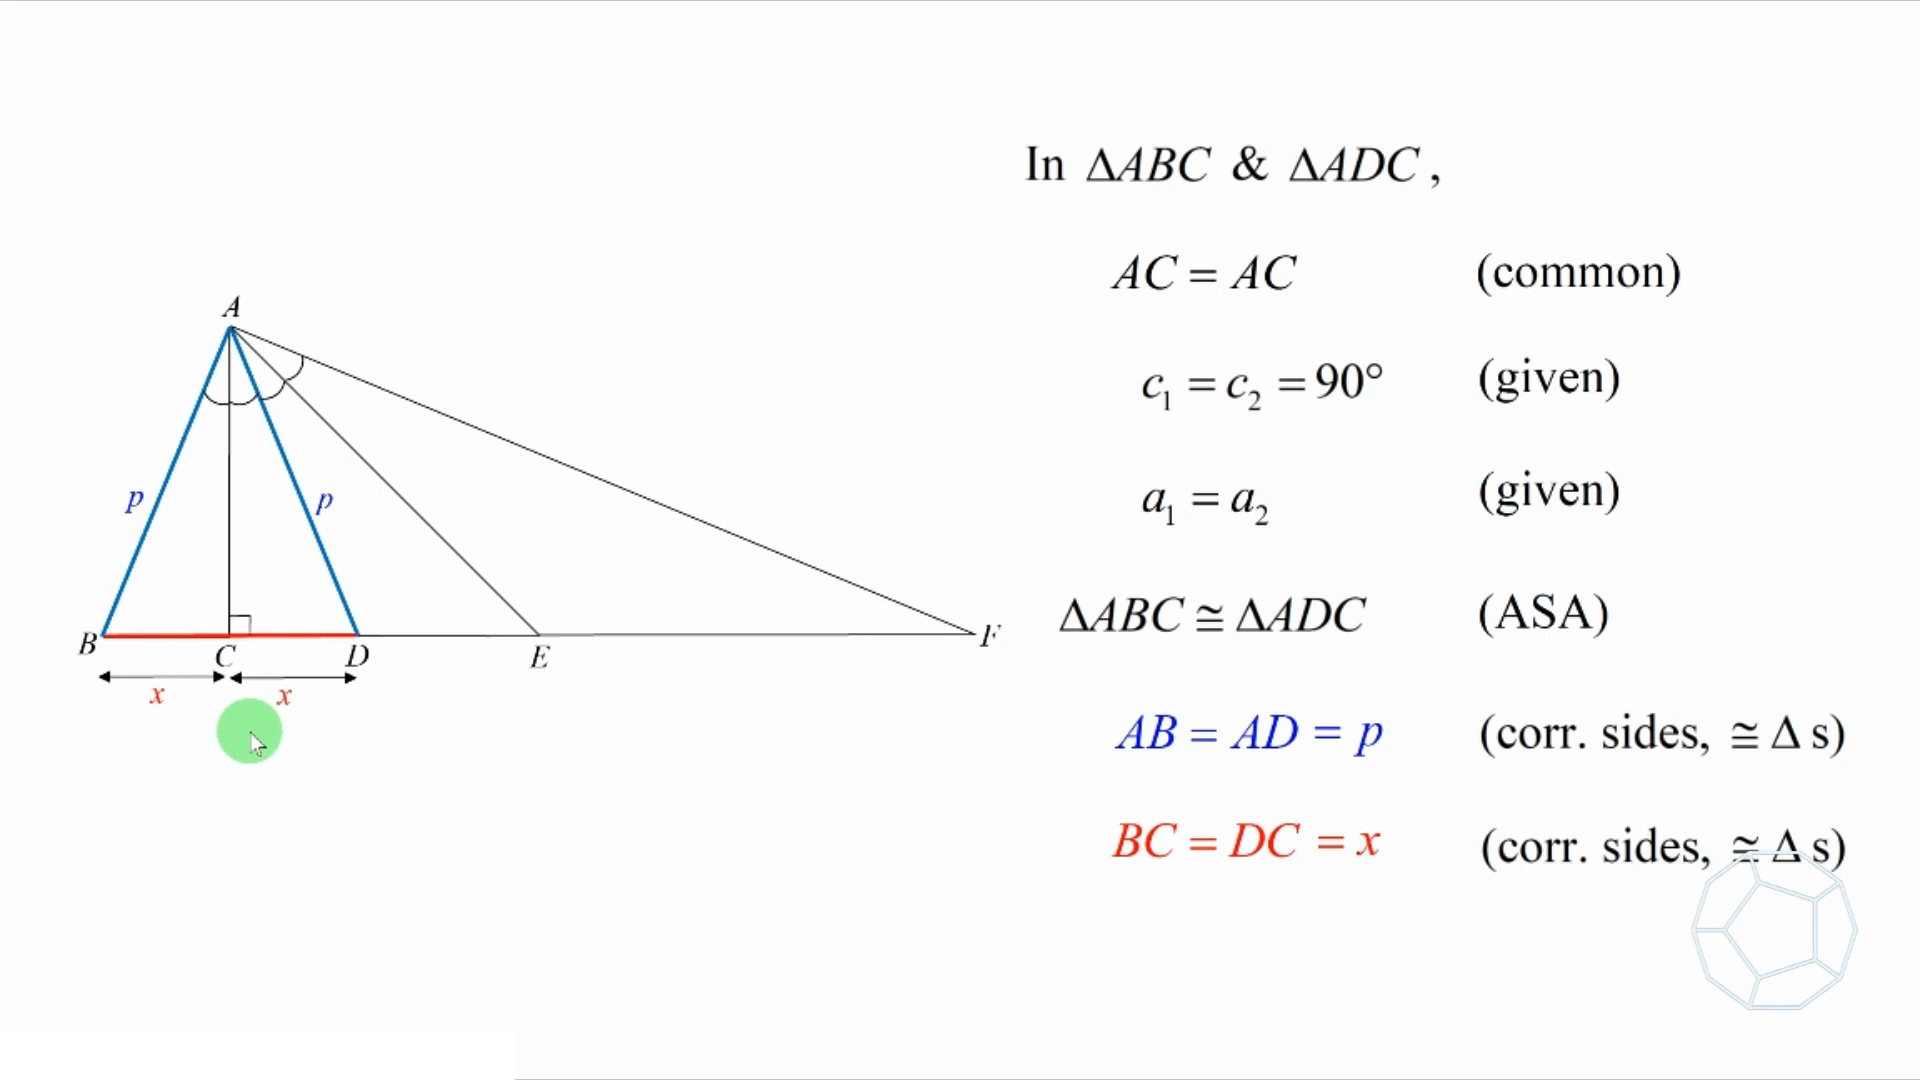 In ΔABC & ΔADC ,
AC = AC (common)
c₁ = c₂ = 90° (given)
a₁ = a₂ (given)
ΔABC ≅ ΔADC (ASA)
AB = AD = p (corr. sides, ≅ Δ s)
BC = DC = x (corr. sides, ≅ Δ s)
A
p p
B C D E F
x x